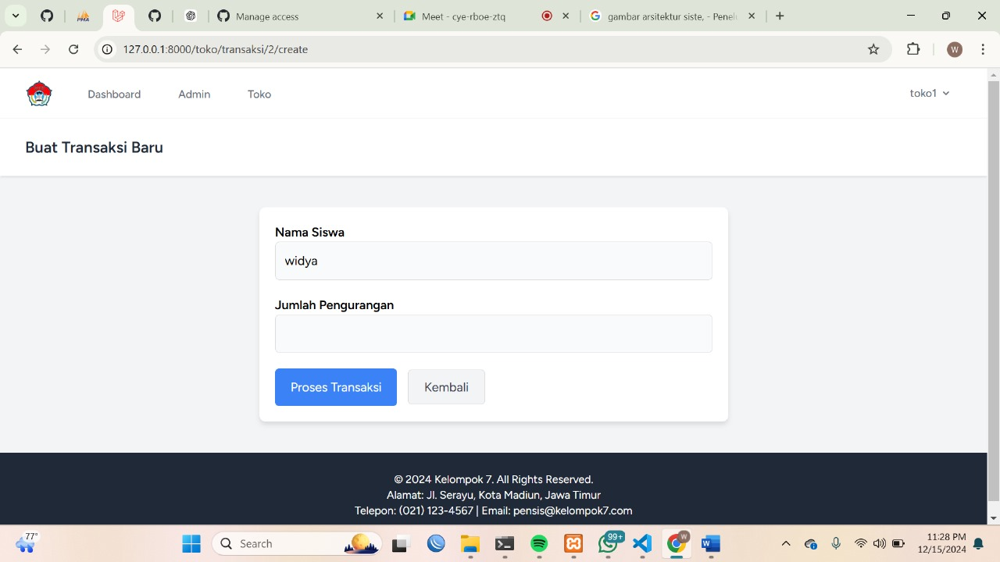 Manage access
Meet - cye-rboe-ztq
gambar arsitektur siste, - Penel
127.0.0.1:8000/toko/transaksi/2/create
W
Dashboard
Admin
Toko
toko1
Buat Transaksi Baru
Nama Siswa
widya
Jumlah Pengurangan
Proses Transaksi
Kembali
© 2024 Kelompok 7. All Rights Reserved.
Alamat: Jl. Serayu, Kota Madiun, Jawa Timur
Telepon: (021) 123-4567 | Email: pensis@kelompok7.com
77°
Search
99+
W
11:28 PM
12/15/2024